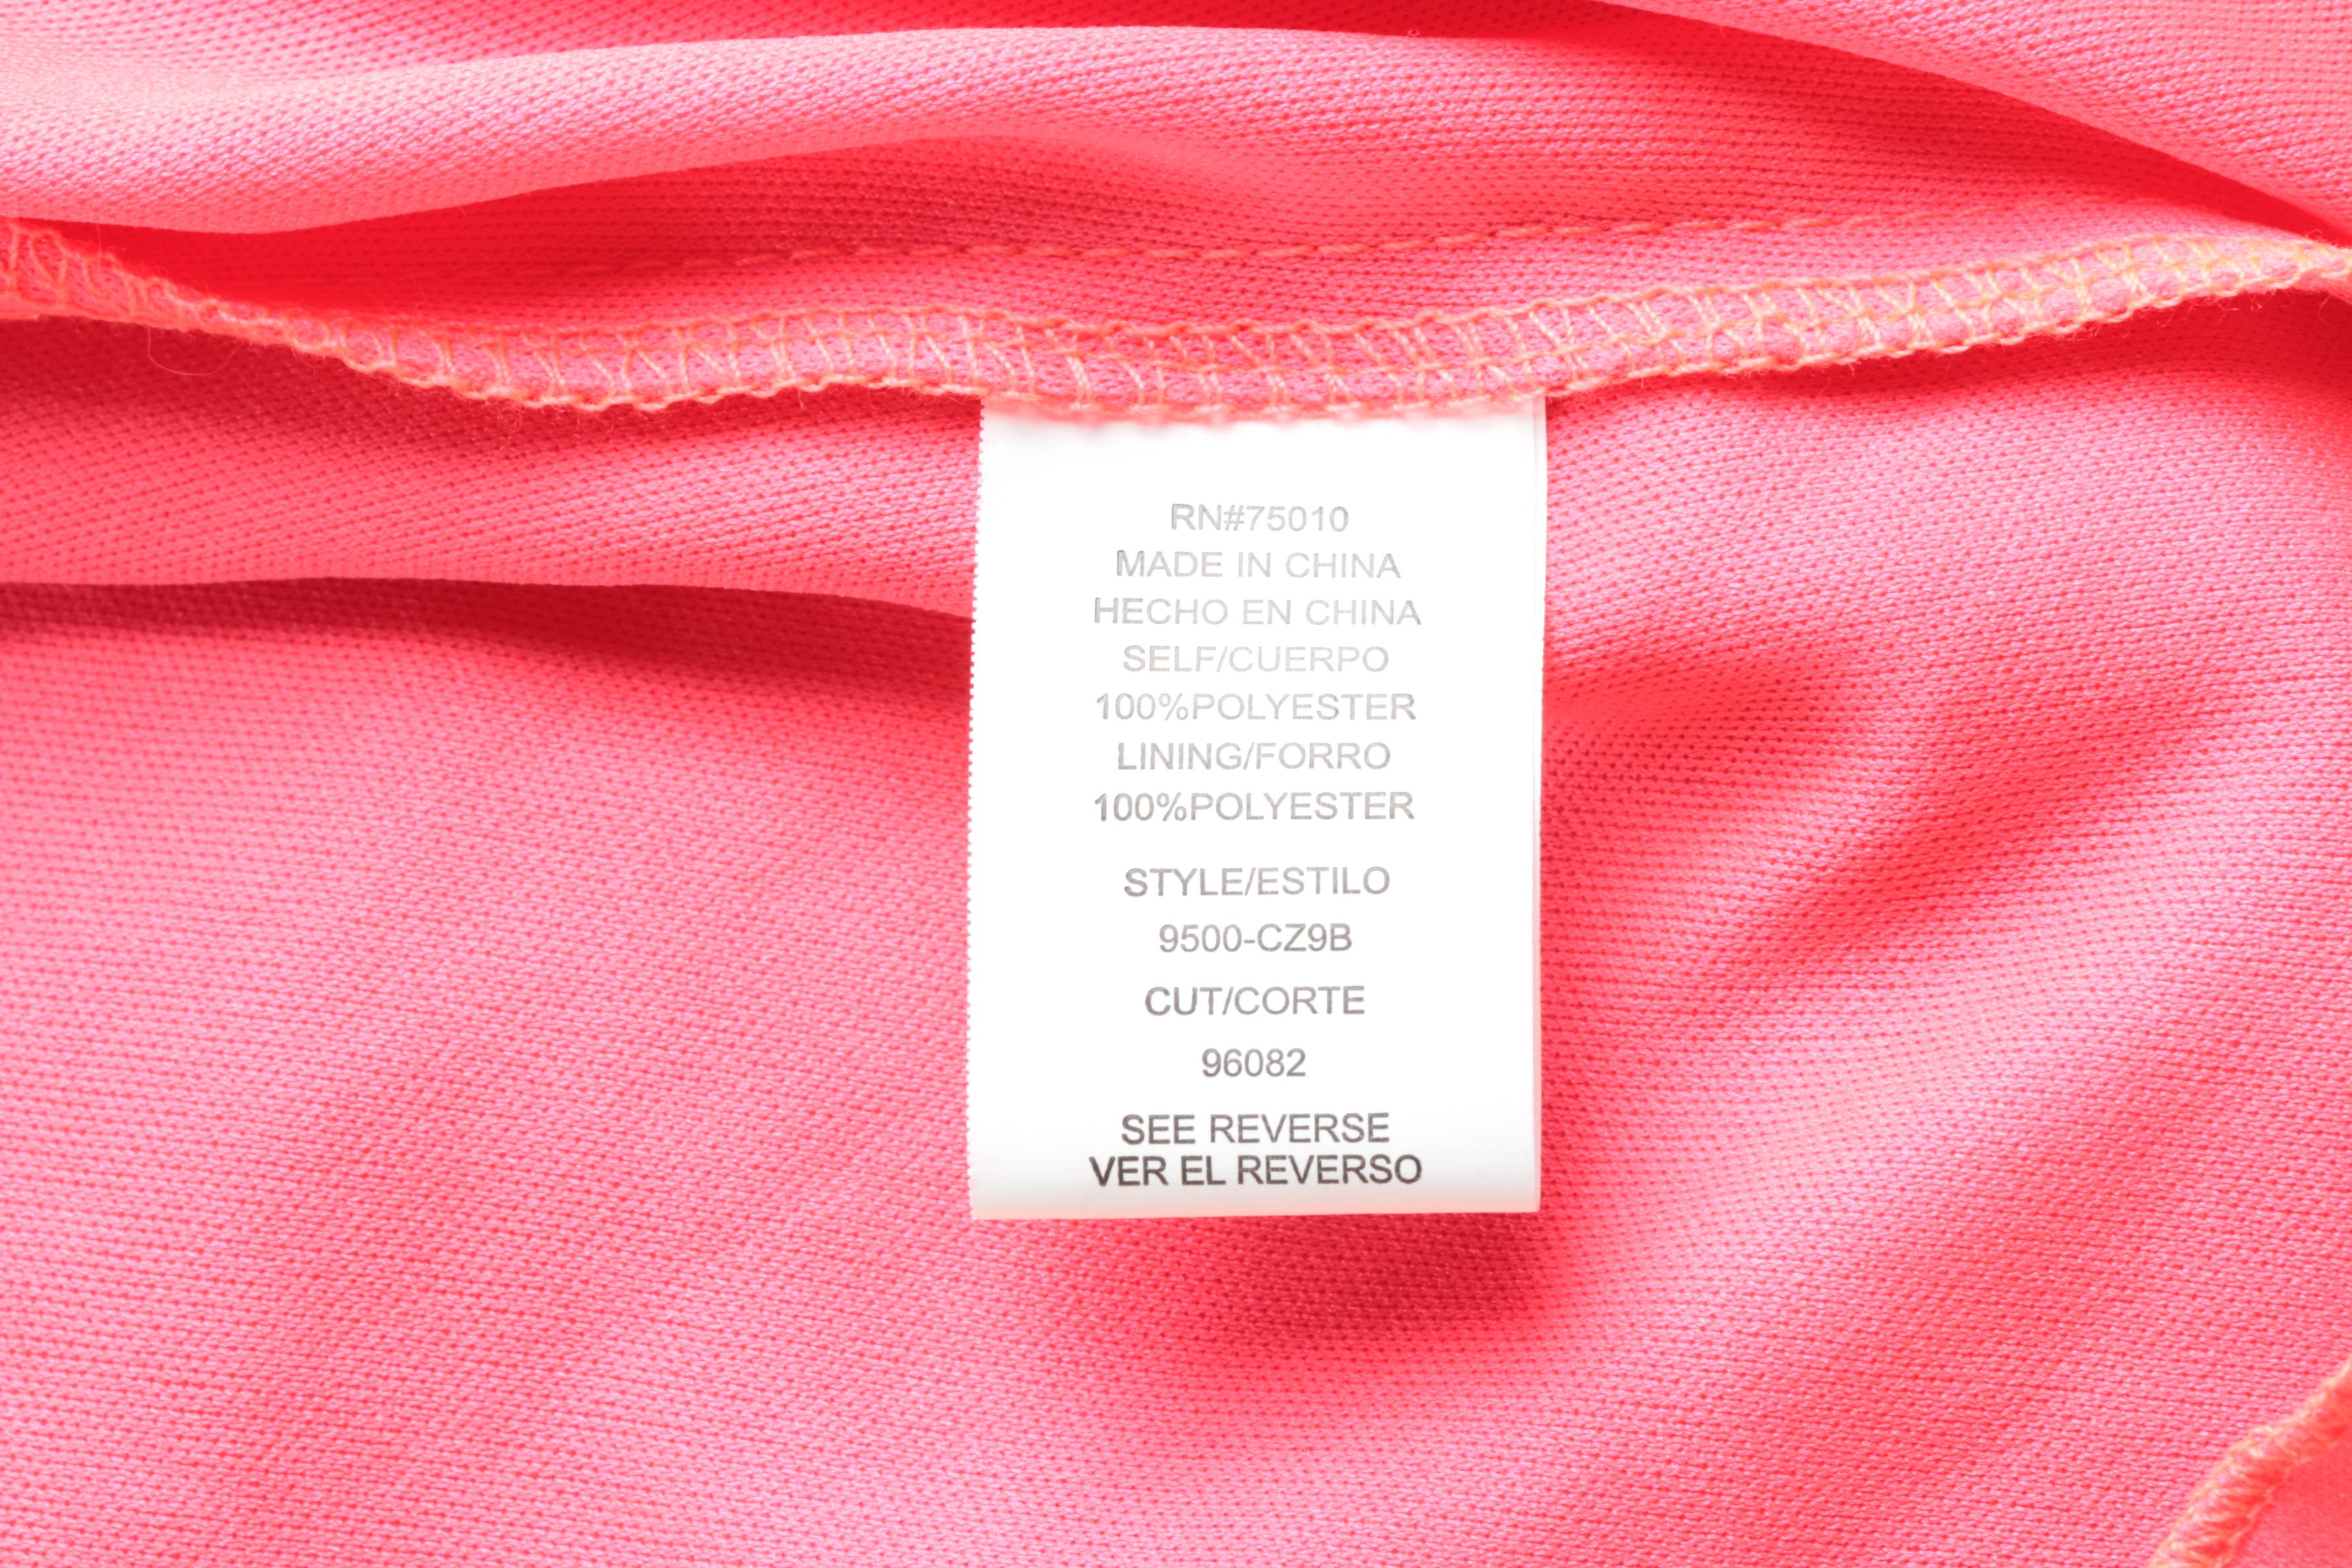 RN#75010
MADE IN CHINA
HECHO EN CHINA
SELF/CUERPO
100%POLYESTER
LINING/FORRO
100%POLYESTER
STYLE/ESTILO
9500-CZ9B
CUT/CORTE
96082
SEE REVERSE
VER EL REVERSO